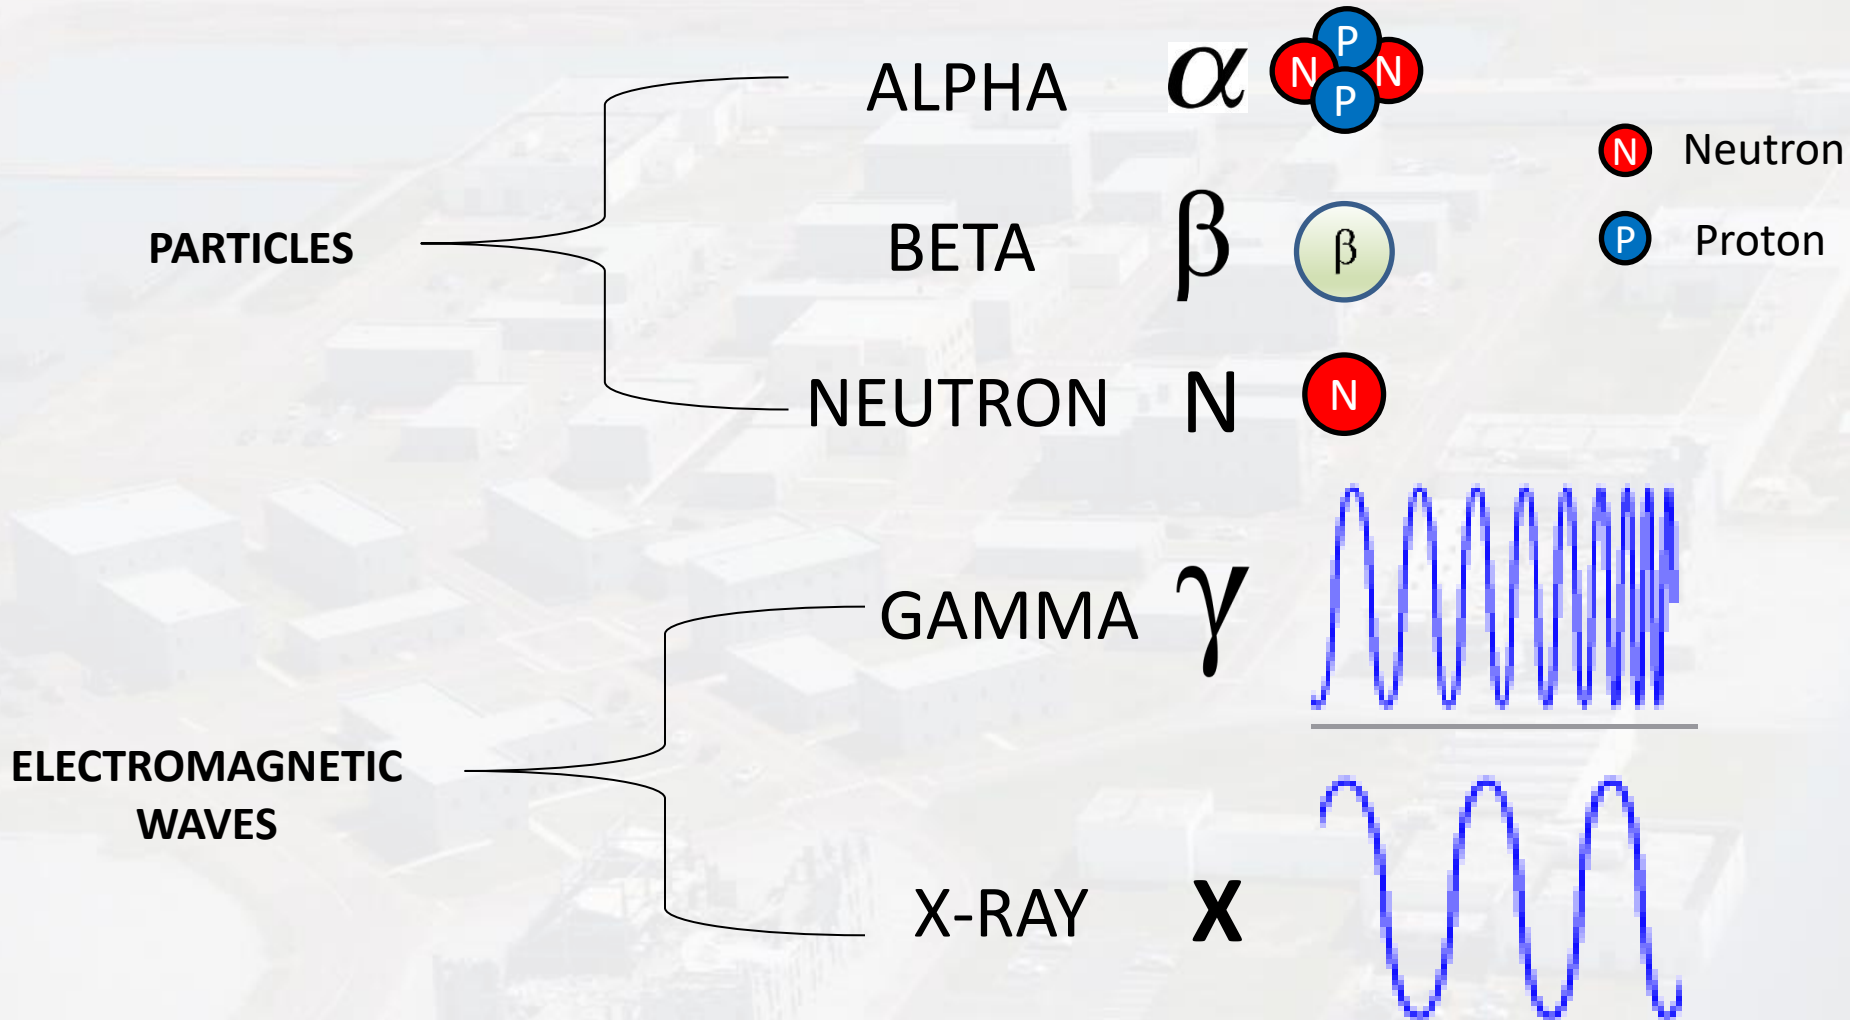 ALPHA α P N N P
N Neutron
BETA β β
P Proton
PARTICLES
NEUTRON N N
GAMMA γ
ELECTROMAGNETIC
WAVES
X-RAY X